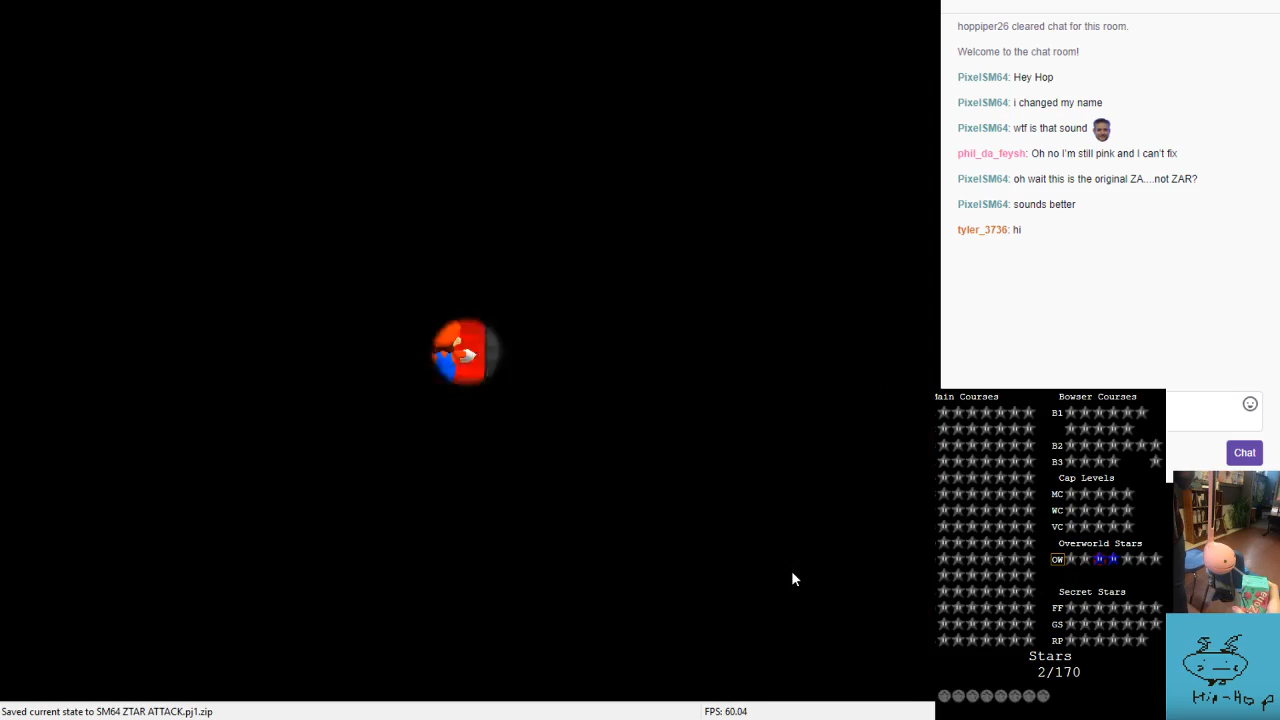 hoppiper26 cleared chat for this room.
Welcome to the chat room!
PixelSM64: Hey Hop
PixelSM64: i changed my name
PixelSM64: wtf is that sound
phil_da_feysh: Oh no I'm still pink and I can't fix
PixelSM64: oh wait this is the original ZA....not ZAR?
PixelSM64: sounds better
tyler_3736: hi
Chat
Main Courses
Bowser Courses
B1
B2
B3
Cap Levels
MC
WC
VC
Overworld Stars
OW
Secret Stars
FF
GS
RP
Stars
2/170
Hip-Hop
Saved current state to SM64 ZTAR ATTACK.pj1.zip
FPS: 60.04